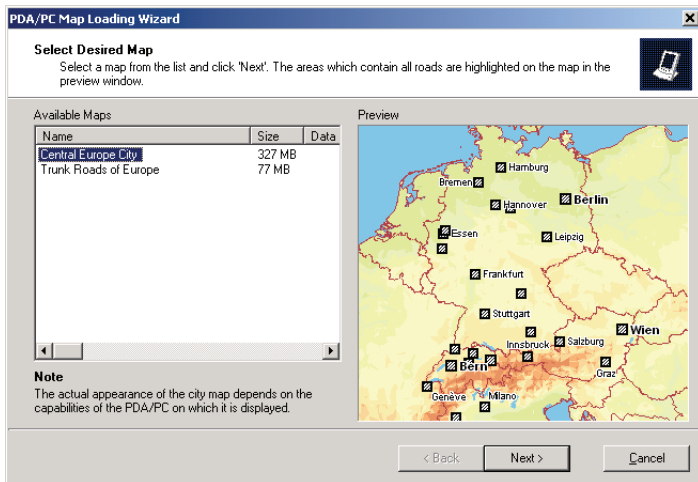 PDA/PC Map Loading Wizard
Select Desired Map
Select a map from the list and click 'Next'. The areas which contain all roads are highlighted on the map in the
preview window.
Available Maps
Name Size Data
Central Europe City 327 MB
Trunk Roads of Europe 77 MB
Note
The actual appearance of the city map depends on the
capabilities of the PDA/PC on which it is displayed.
Preview
Hamburg
Bremen
Hannover
Berlin
Essen
Leipzig
Frankfurt
Stuttgart
Wien
Innsbruck
Salzburg
Bern
Graz
Genève
Milano
< Back
Next >
Cancel